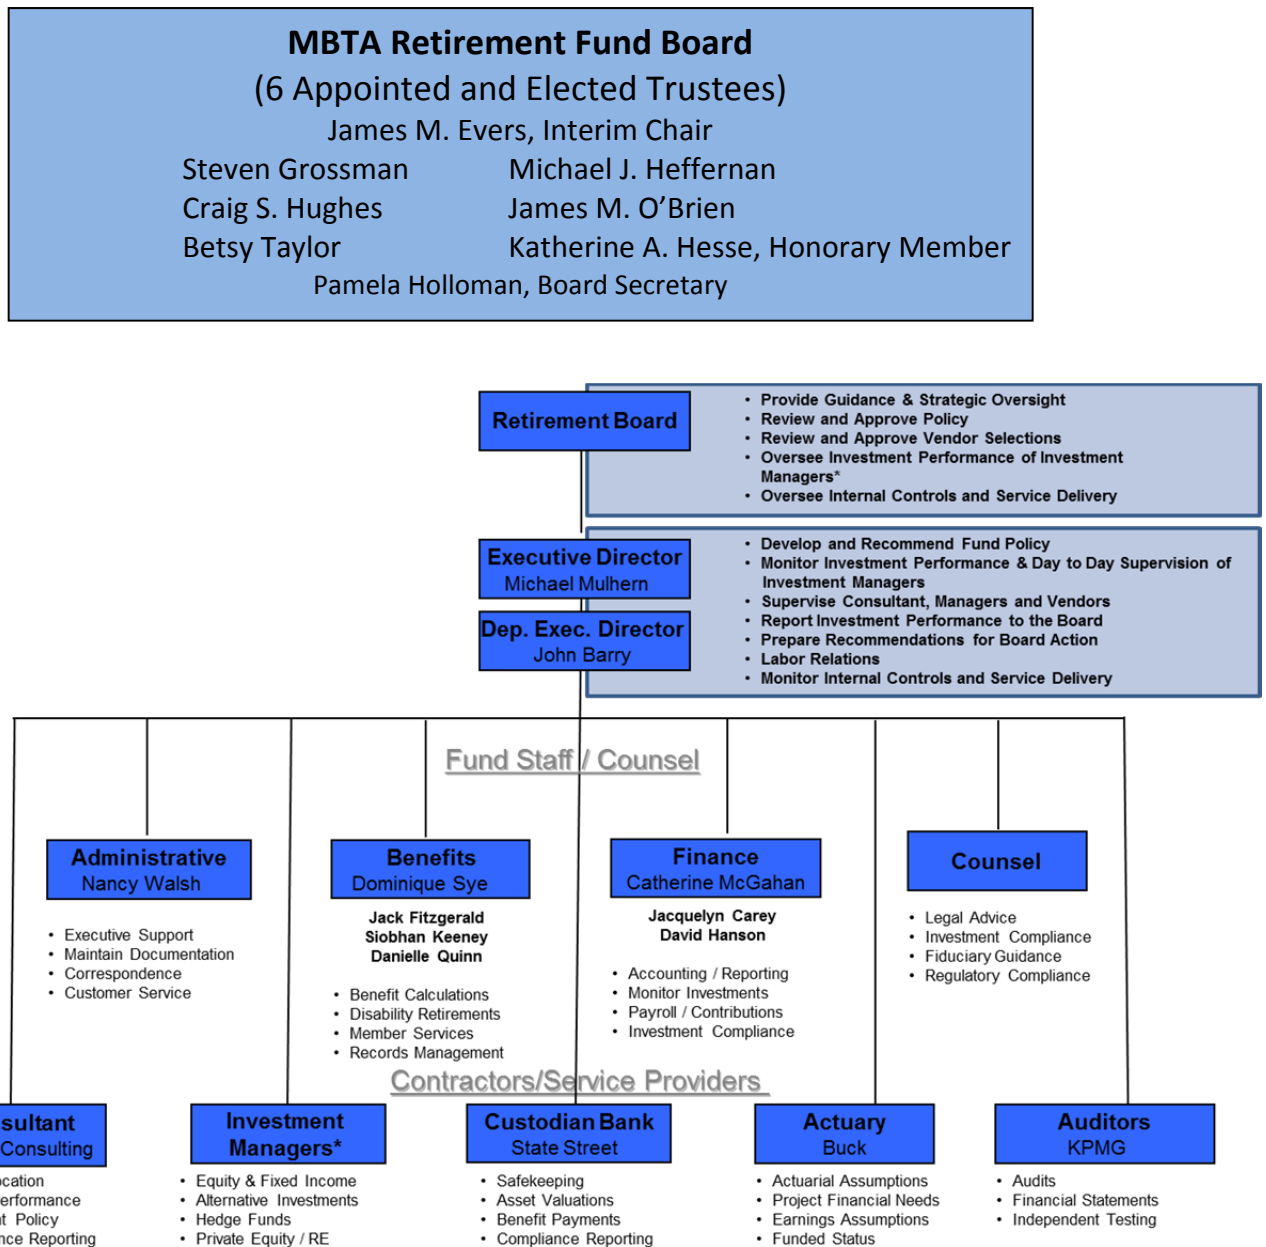 MBTA Retirement Fund Board
(6 Appointed and Elected Trustees)
James M. Evers, Interim Chair
Steven Grossman Michael J. Heffernan
Craig S. Hughes James M. O’Brien
Betsy Taylor Katherine A. Hesse, Honorary Member
Pamela Holloman, Board Secretary
Retirement Board
• Provide Guidance & Strategic Oversight
• Review and Approve Policy
• Review and Approve Vendor Selections
• Oversee Investment Performance of Investment
Managers*
• Oversee Internal Controls and Service Delivery
Executive Director
Michael Mulhern
Dep. Exec. Director
John Barry
• Develop and Recommend Fund Policy
• Monitor Investment Performance & Day to Day Supervision of
Investment Managers
• Supervise Consultant, Managers and Vendors
• Report Investment Performance to the Board
• Prepare Recommendations for Board Action
• Labor Relations
• Monitor Internal Controls and Service Delivery
Fund Staff / Counsel
Administrative
Nancy Walsh
• Executive Support
• Maintain Documentation
• Correspondence
• Customer Service
Benefits
Dominique Sye
Jack Fitzgerald
Siobhan Keeney
Danielle Quinn
• Benefit Calculations
• Disability Retirements
• Member Services
• Records Management
Finance
Catherine McGahan
Jacquelyn Carey
David Hanson
• Accounting / Reporting
• Monitor Investments
• Payroll / Contributions
• Investment Compliance
Counsel
• Legal Advice
• Investment Compliance
• Fiduciary Guidance
• Regulatory Compliance
Contractors/Service Providers
sultant
Consulting
cation
erformance
t Policy
nce Reporting
Investment
Managers*
• Equity & Fixed Income
• Alternative Investments
• Hedge Funds
• Private Equity / RE
Custodian Bank
State Street
• Safekeeping
• Asset Valuations
• Benefit Payments
• Compliance Reporting
Actuary
Buck
• Actuarial Assumptions
• Project Financial Needs
• Earnings Assumptions
• Funded Status
Auditors
KPMG
• Audits
• Financial Statements
• Independent Testing